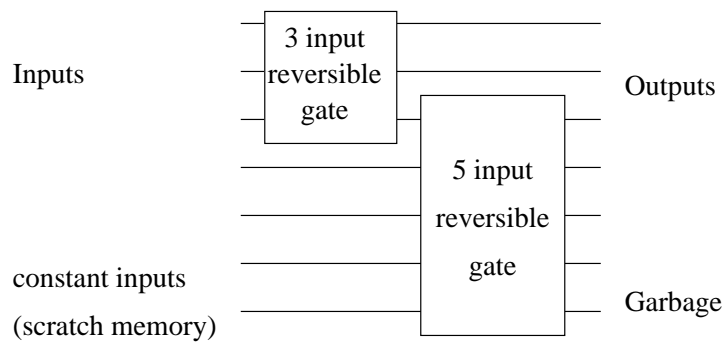 3 input
reversible
gate
Inputs
Outputs
5 input
reversible
gate
constant inputs
(scratch memory)
Garbage